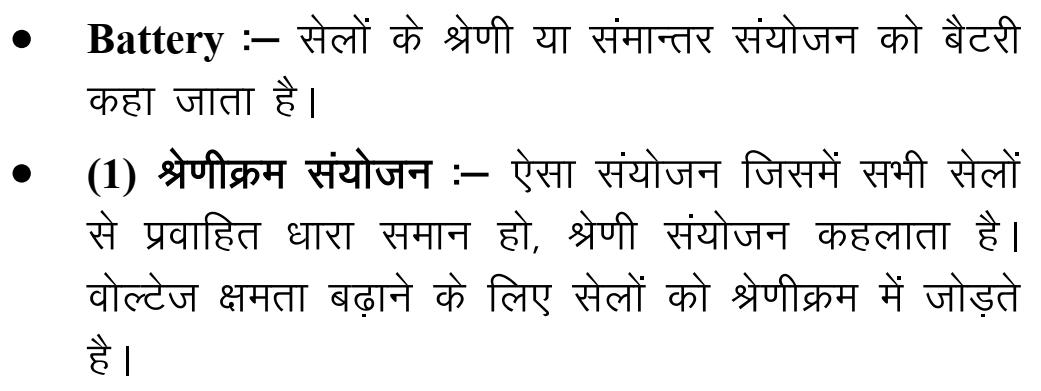 • Battery :– सेलों के श्रेणी या संमान्तर संयोजन को बैटरी
कहा जाता है।
• (1) श्रेणीक्रम संयोजन :– ऐसा संयोजन जिसमें सभी सेलों
से प्रवाहित धारा समान हो, श्रेणी संयोजन कहलाता है।
वोल्टेज क्षमता बढ़ाने के लिए सेलों को श्रेणीक्रम में जोड़ते
है।